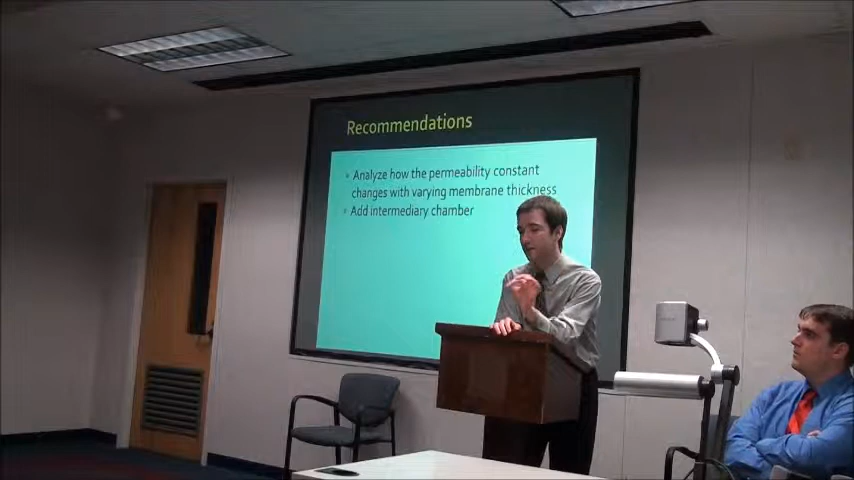 Recommendations
Analyze how the permeability constant
changes with varying membrane thickness
Add intermediary chamber